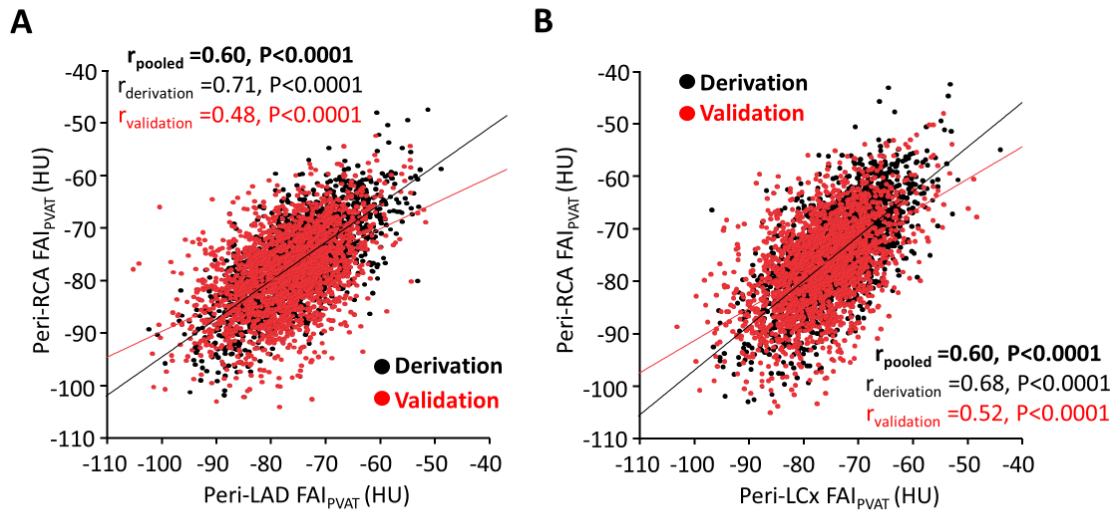 A
r_pooled =0.60, P<0.0001
r_derivation =0.71, P<0.0001
r_validation =0.48, P<0.0001
-40
-50
-60
-70
-80
-90
-100
-110
Peri-RCA FAI_PVAT (HU)
Derivation
Validation
-110 -100 -90 -80 -70 -60 -50 -40
Peri-LAD FAI_PVAT (HU)
B
Derivation
Validation
-40
-50
-60
-70
-80
-90
-100
-110
Peri-RCA FAI_PVAT (HU)
r_pooled =0.60, P<0.0001
r_derivation =0.68, P<0.0001
r_validation =0.52, P<0.0001
-110 -100 -90 -80 -70 -60 -50 -40
Peri-LCx FAI_PVAT (HU)